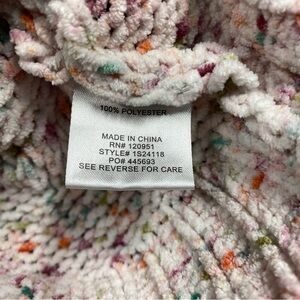 100% POLYESTER
MADE IN CHINA
RN# 120951
STYLE# 1S24118
PO# 445693
SEE REVERSE FOR CARE